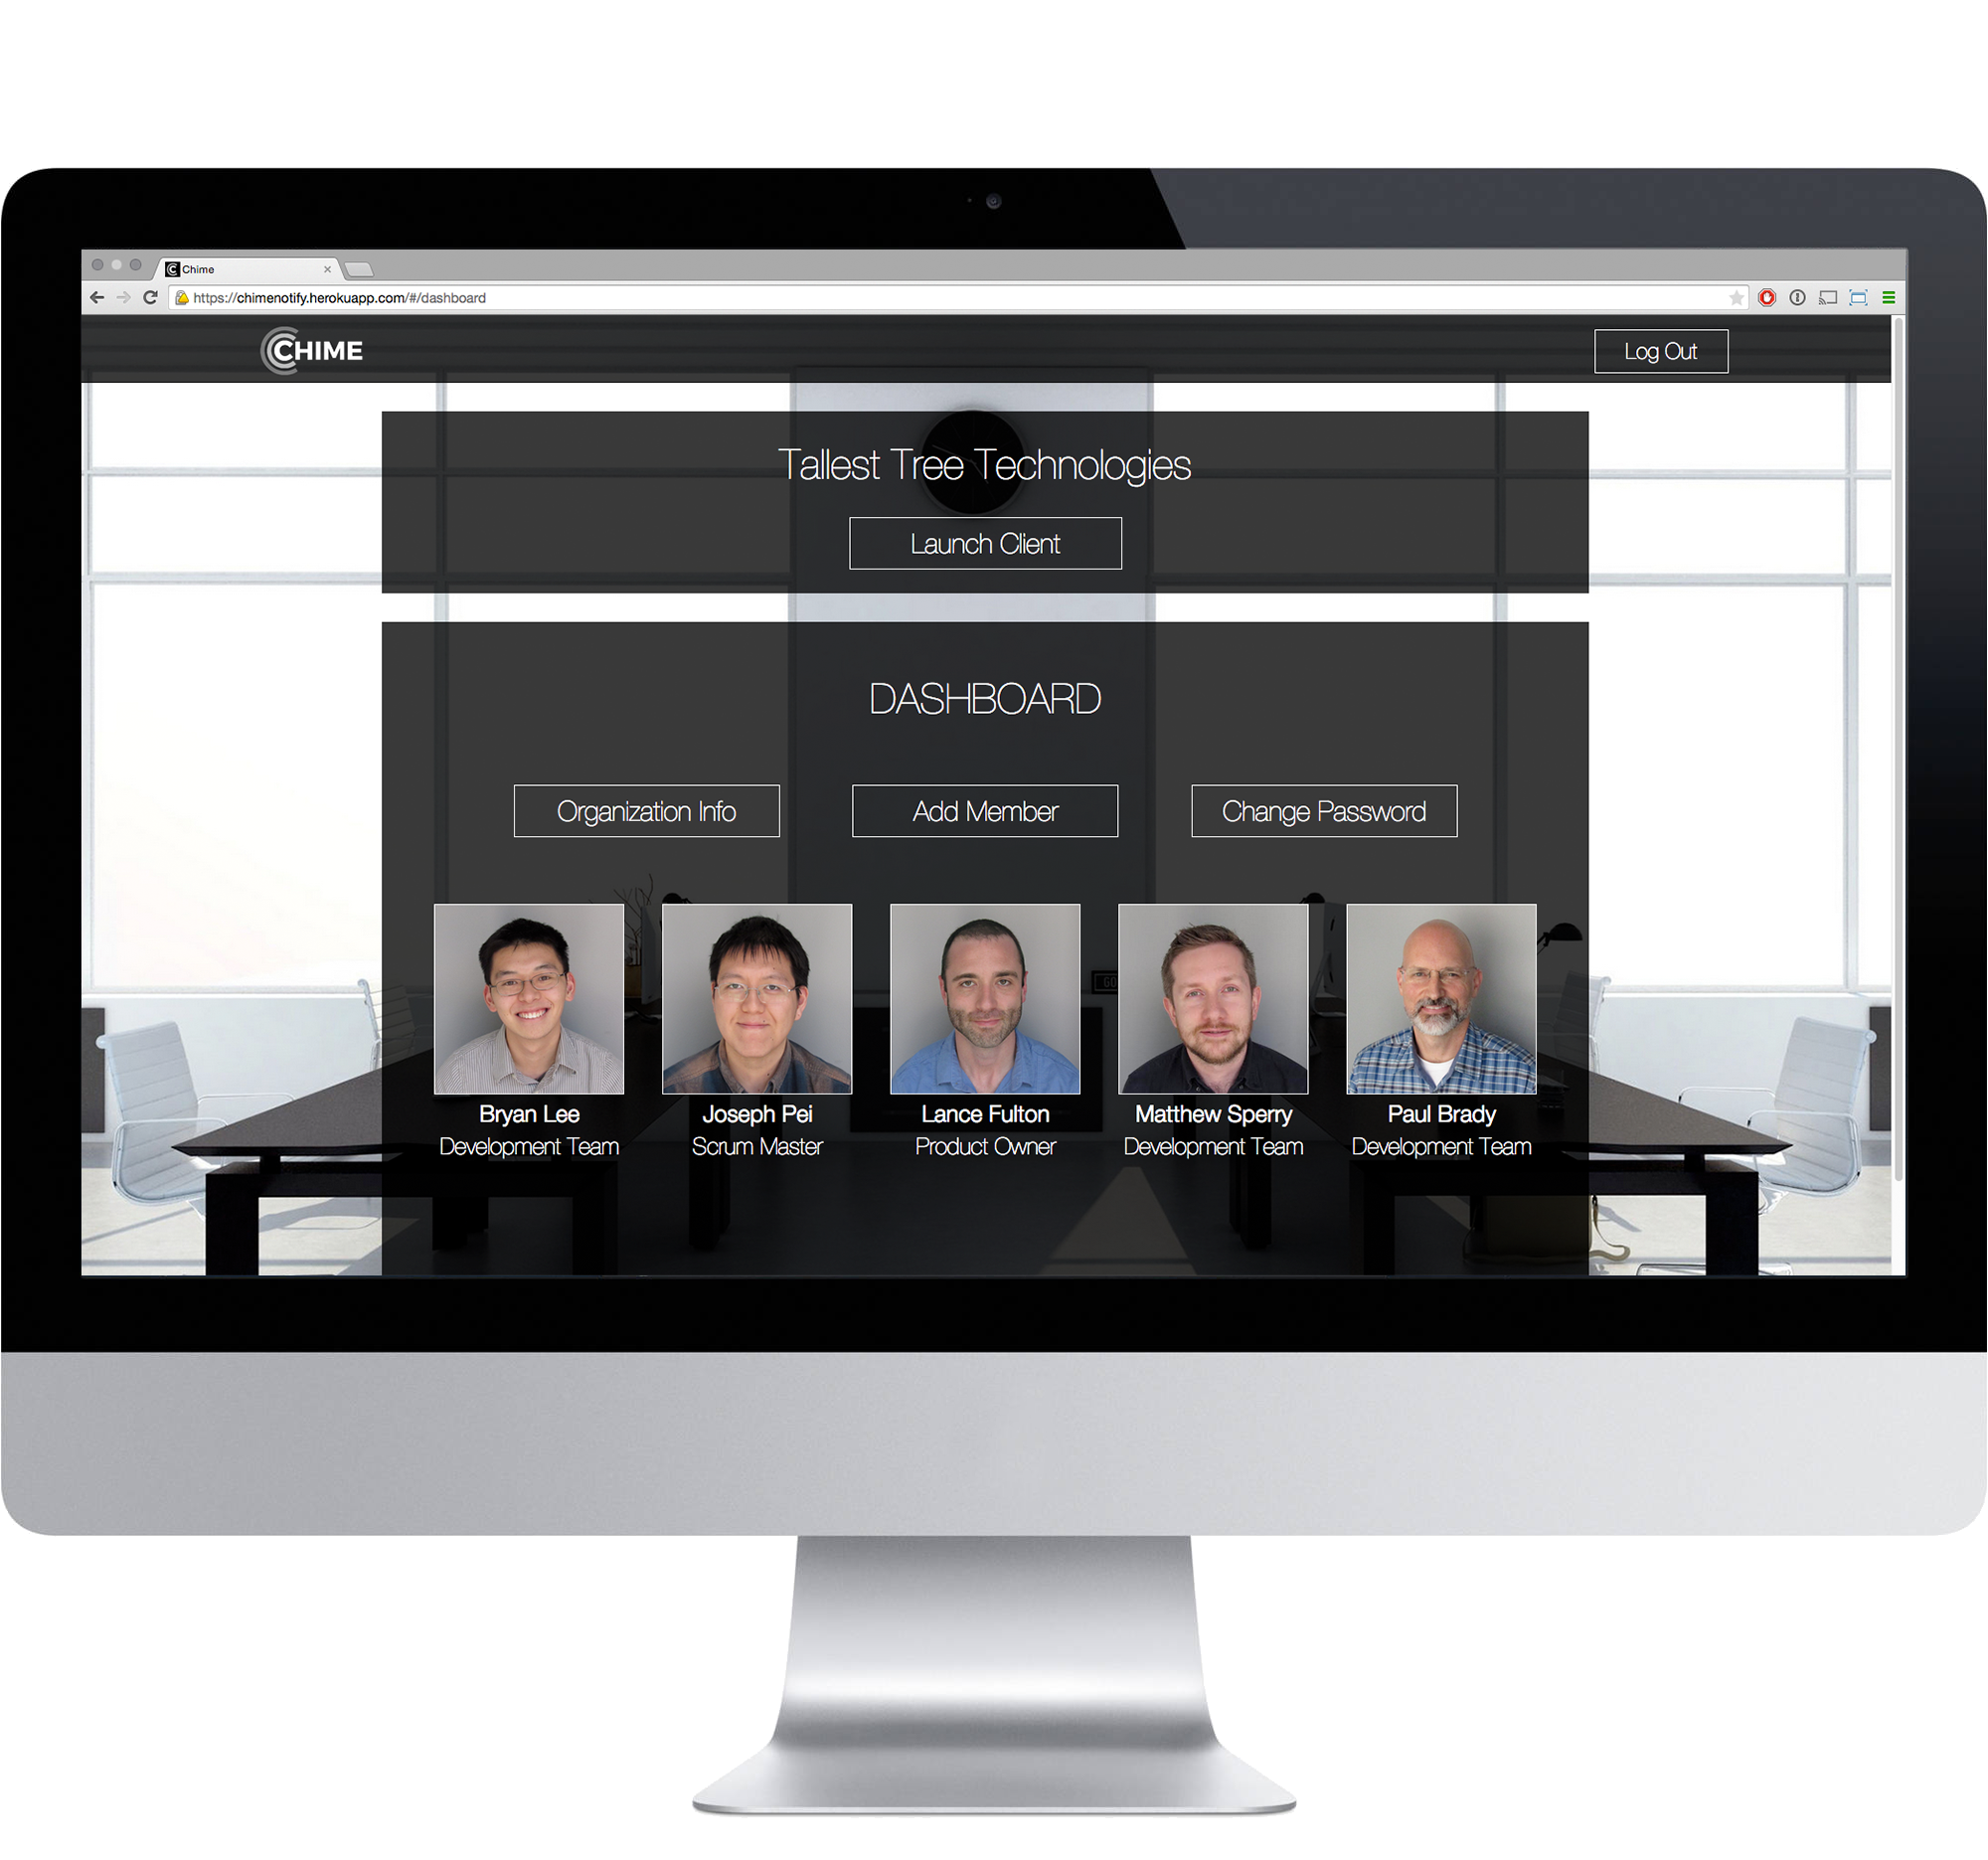 Chime
https://chimenotify.herokuapp.com/#/dashboard
CHIME
Log Out
Tallest Tree Technologies
Launch Client
DASHBOARD
Organization Info
Add Member
Change Password
Bryan Lee
Development Team
Joseph Pei
Scrum Master
Lance Fulton
Product Owner
Matthew Sperry
Development Team
Paul Brady
Development Team